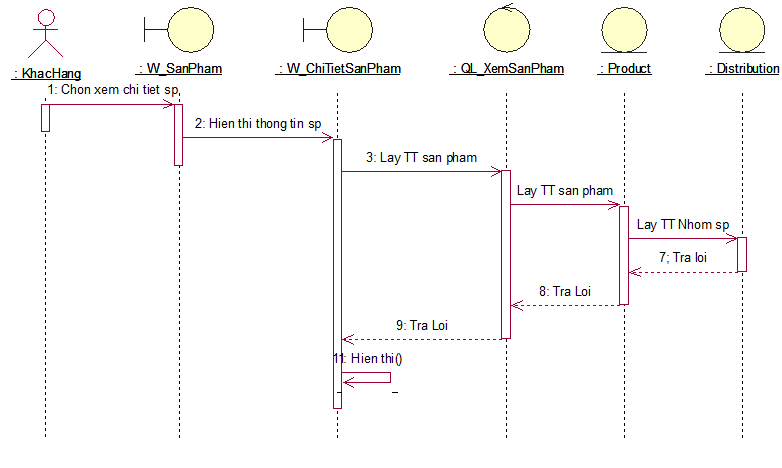 : KhacHang
: W_SanPham
: W_ChiTietSanPham
: QL_XemSanPham
: Product
: Distribution
1: Chon xem chi tiet sp
2: Hien thi thong tin sp
3: Lay TT san pham
Lay TT san pham
Lay TT Nhom sp
7; Tra loi
8: Tra Loi
9: Tra Loi
11: Hien thi()